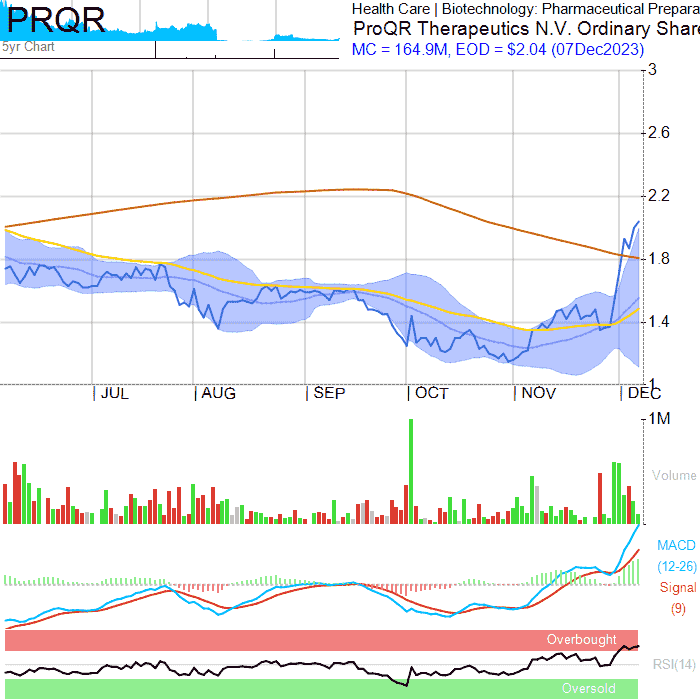 PRQR
5yr Chart
Health Care | Biotechnology: Pharmaceutical Prepara
ProQR Therapeutics N.V. Ordinary Share
MC = 164.9M, EOD = $2.04 (07Dec2023)
3
2.6
2.2
1.8
1.4
1
JUL
AUG
SEP
OCT
NOV
DEC
1M
Volume
MACD
(12-26)
Signal
(9)
Overbought
RSI(14)
Oversold